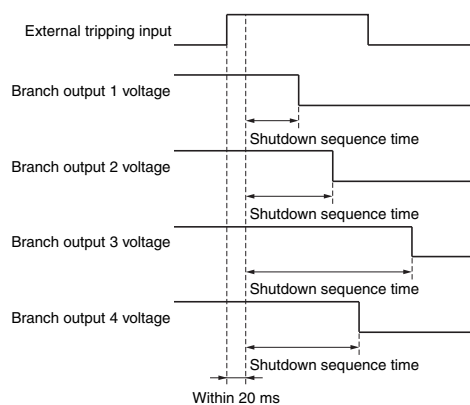 External tripping input
Branch output 1 voltage
Shutdown sequence time
Branch output 2 voltage
Shutdown sequence time
Branch output 3 voltage
Shutdown sequence time
Branch output 4 voltage
Shutdown sequence time
Within 20 ms